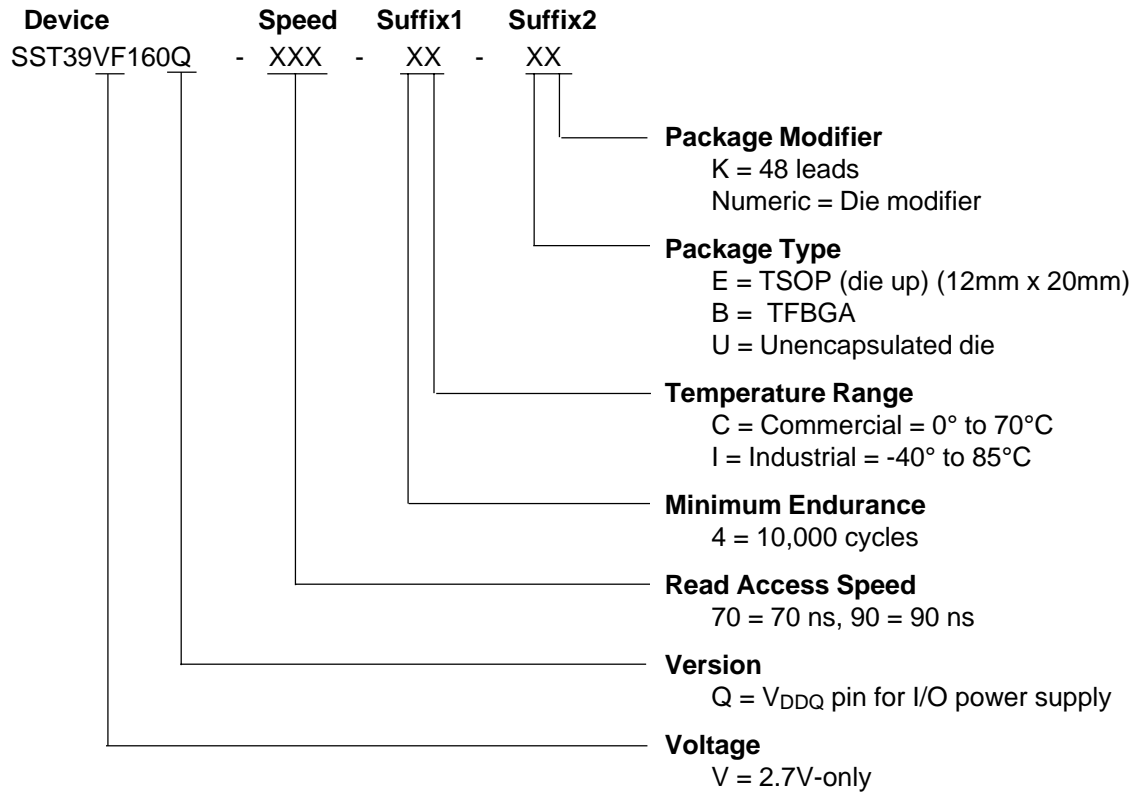 Device Speed Suffix1 Suffix2
SST39VF160Q - XXX - XX - XX
Package Modifier
K = 48 leads
Numeric = Die modifier
Package Type
E = TSOP (die up) (12mm x 20mm)
B = TFBGA
U = Unencapsulated die
Temperature Range
C = Commercial = 0° to 70°C
I = Industrial = -40° to 85°C
Minimum Endurance
4 = 10,000 cycles
Read Access Speed
70 = 70 ns, 90 = 90 ns
Version
Q = VDDQ pin for I/O power supply
Voltage
V = 2.7V-only